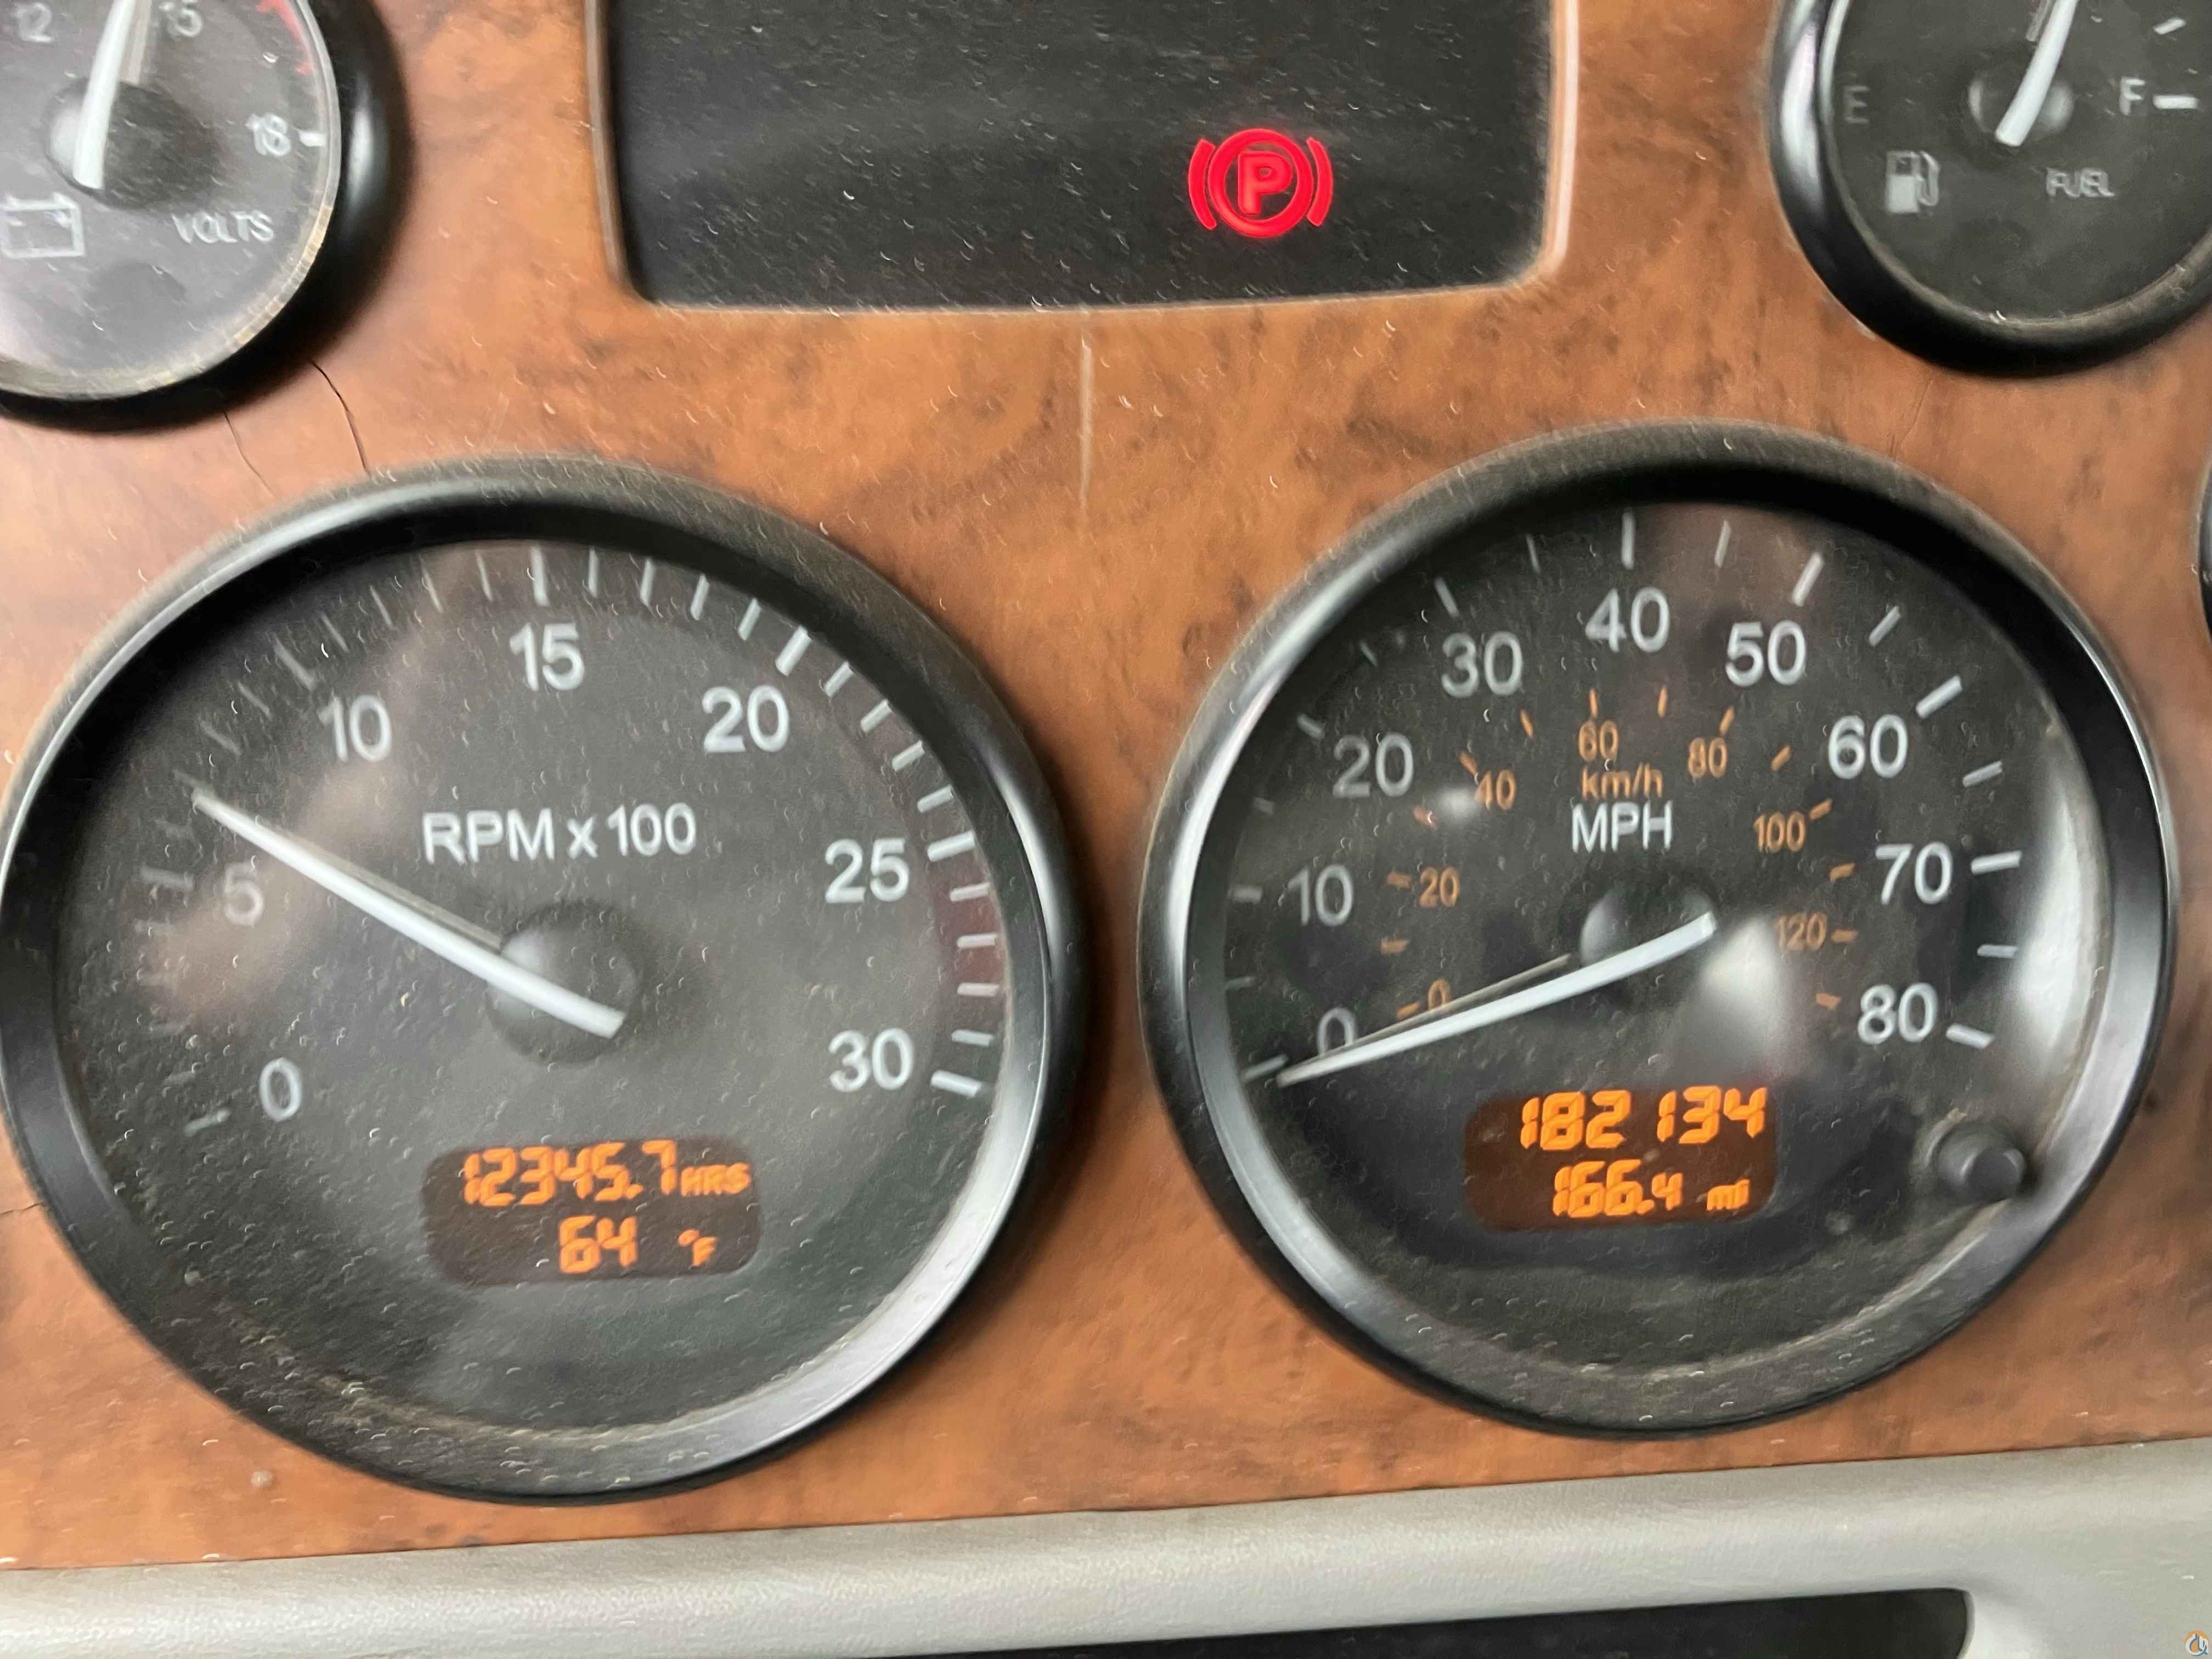 12 15 18
VOLTS
P
E F
FUEL
0 5 10 15 20 25 30
RPM x 100
12345.7 HRS
64 °F
0 10 20 30 40 50 60 70 80
0 20 40 60 80 100 120
km/h
MPH
182134
166.4 mi